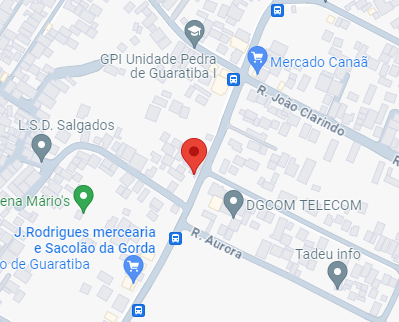 GPI Unidade Pedra
de Guaratiba I
Mercado Canaã
R. João Clarindo
L.S.D. Salgados
ena Mário's
DGCOM TELECOM
J.Rodrigues mercearia
e Sacolão da Gorda
o de Guaratiba
R. Aurora
Tadeu info